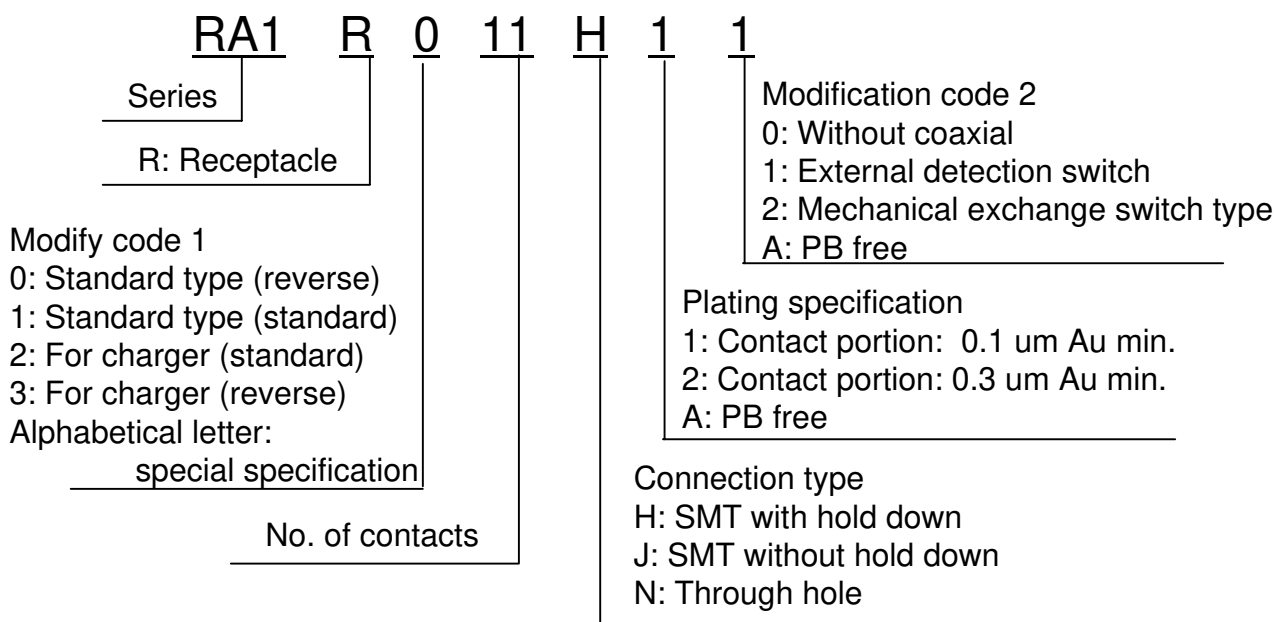 RA1 R 0 11 H 1 1
Series
R: Receptacle
Modify code 1
0: Standard type (reverse)
1: Standard type (standard)
2: For charger (standard)
3: For charger (reverse)
Alphabetical letter:
special specification
No. of contacts
Modification code 2
0: Without coaxial
1: External detection switch
2: Mechanical exchange switch type
A: PB free
Plating specification
1: Contact portion: 0.1 um Au min.
2: Contact portion: 0.3 um Au min.
A: PB free
Connection type
H: SMT with hold down
J: SMT without hold down
N: Through hole